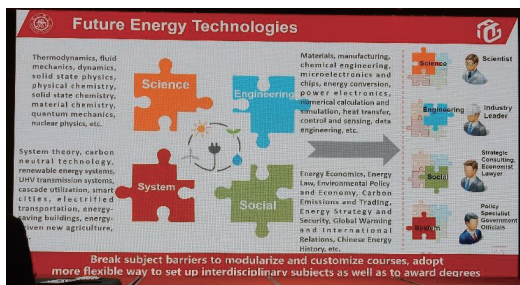 Future Energy Technologies
Thermodynamics, fluid
mechanics, dynamics,
solid state physics,
physical chemistry,
solid state chemistry,
material chemistry,
quantum mechanics,
nuclear physics, etc.
Science
Engineering
Materials, manufacturing,
chemical engineering,
microelectronics and
chips, energy conversion,
power electronics,
numerical calculation and
simulation, heat transfer,
control and sensing, data
engineering, etc.
System theory, carbon
neutral technology,
renewable energy systems,
UHV transmission systems,
cascade utilization, smart
cities, electrified
transportation, energy-
saving buildings, energy-
driven new agriculture,
System
Social
Energy Economics, Energy
Law, Environmental Policy
and Economy, Carbon
Emissions and Trading,
Energy Strategy and
Security, Global Warming
and International
Relations, Chinese Energy
History, etc.
Science
Scientist
Engineering
Industry
Leader
Social
Strategic
Consulting,
Economist
Lawyer
System
Policy
Specialist
Government
Officials
Break subject barriers to modularize and customize courses, adopt
more flexible way to set up interdisciplinary subjects as well as to award degrees